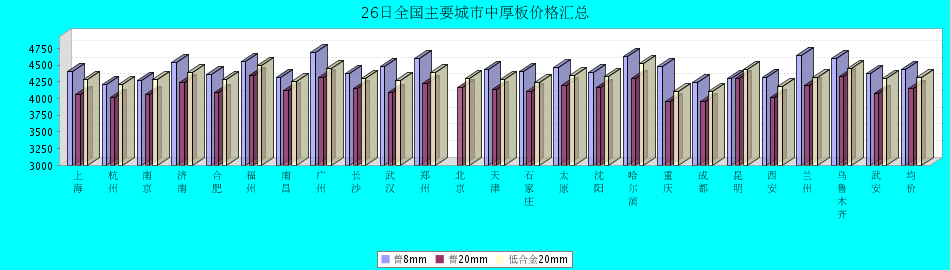 26日全国主要城市中厚板价格汇总
4750
4500
4250
4000
3750
3500
3250
3000
上海 杭州 南京 济南 合肥 福州 南昌 广州 长沙 武汉 郑州 北京 天津 石家庄 太原 沈阳 哈尔滨 重庆 成都 昆明 西安 兰州 乌鲁木齐 武安 均价
普8mm 普20mm 低合金20mm